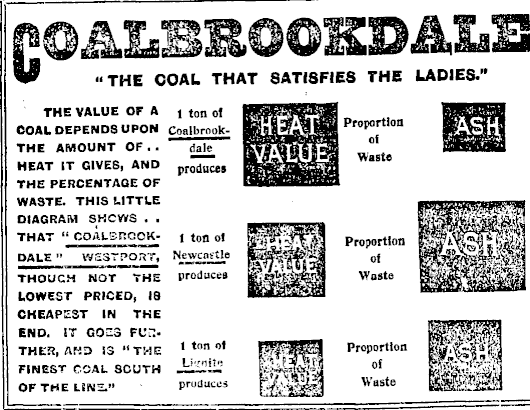 COALBROOKDALE
"THE COAL THAT SATISFIES THE LADIES."
THE VALUE OF A
COAL DEPENDS UPON
THE AMOUNT OF..
HEAT IT GIVES, AND
THE PERCENTAGE OF
WASTE. THIS LITTLE
DIAGRAM SHOWS ..
THAT "COALBROOK-
DALE" WESTPORT,
THOUGH NOT THE
LOWEST PRICED, IS
CHEAPEST IN THE
END. IT GOES FUR-
THER, AND IS "THE
FINEST COAL SOUTH
OF THE LINE."
1 ton of
Coalbrook-
dale
produces
HEAT
VALUE
Proportion
of
Waste
ASH
1 ton of
Newcastle
produces
HEAT
VALUE
Proportion
of
Waste
ASH
1 ton of
Lignite
produces
HEAT
VALUE
Proportion
of
Waste
ASH